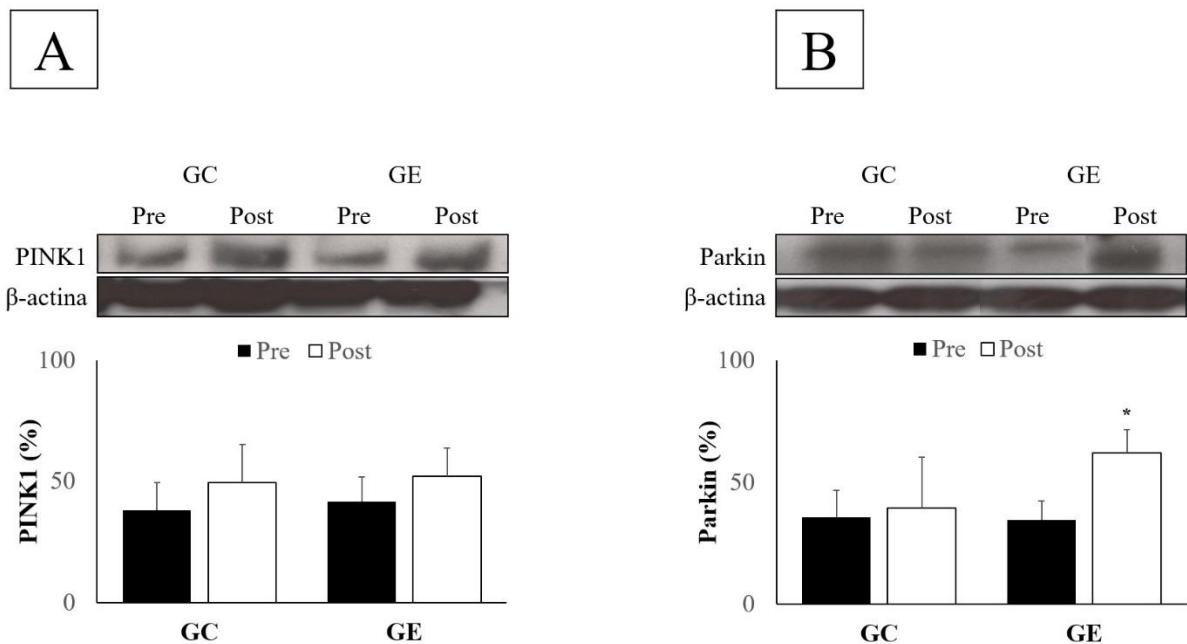 A
GC GE
Pre Post Pre Post
PINK1
β-actina
■ Pre □ Post
100
50
0
PINK1 (%)
GC GE
B
GC GE
Pre Post Pre Post
Parkin
β-actina
■ Pre □ Post
100
50
0
Parkin (%)
*
GC GE